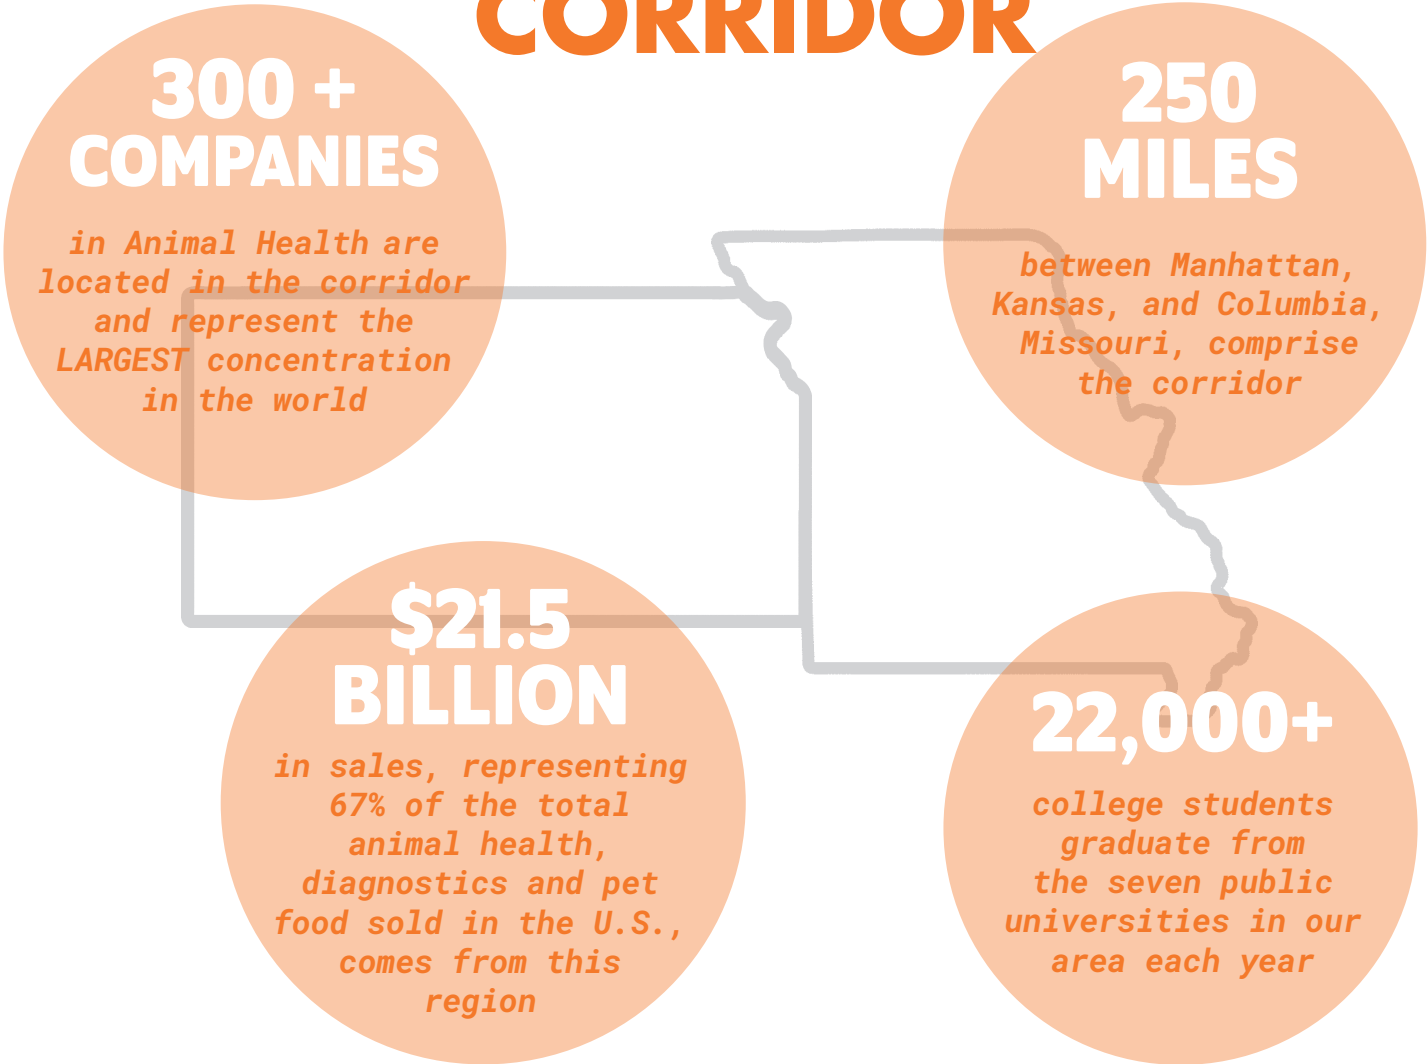 CORRIDOR
300 +
COMPANIES
in Animal Health are
located in the corridor
and represent the
LARGEST concentration
in the world
250
MILES
between Manhattan,
Kansas, and Columbia,
Missouri, comprise
the corridor
$21.5
BILLION
in sales, representing
67% of the total
animal health,
diagnostics and pet
food sold in the U.S.,
comes from this
region
22,000+
college students
graduate from
the seven public
universities in our
area each year